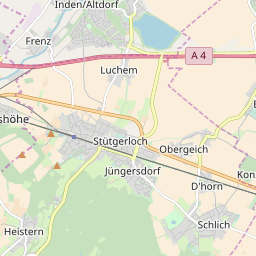 Inden/Altdorf
Frenz
A 4
Luchem
shöhe
Stütgerloch
Obergeich
Jüngersdorf
D'horn
Kon
Schlich
Heistern